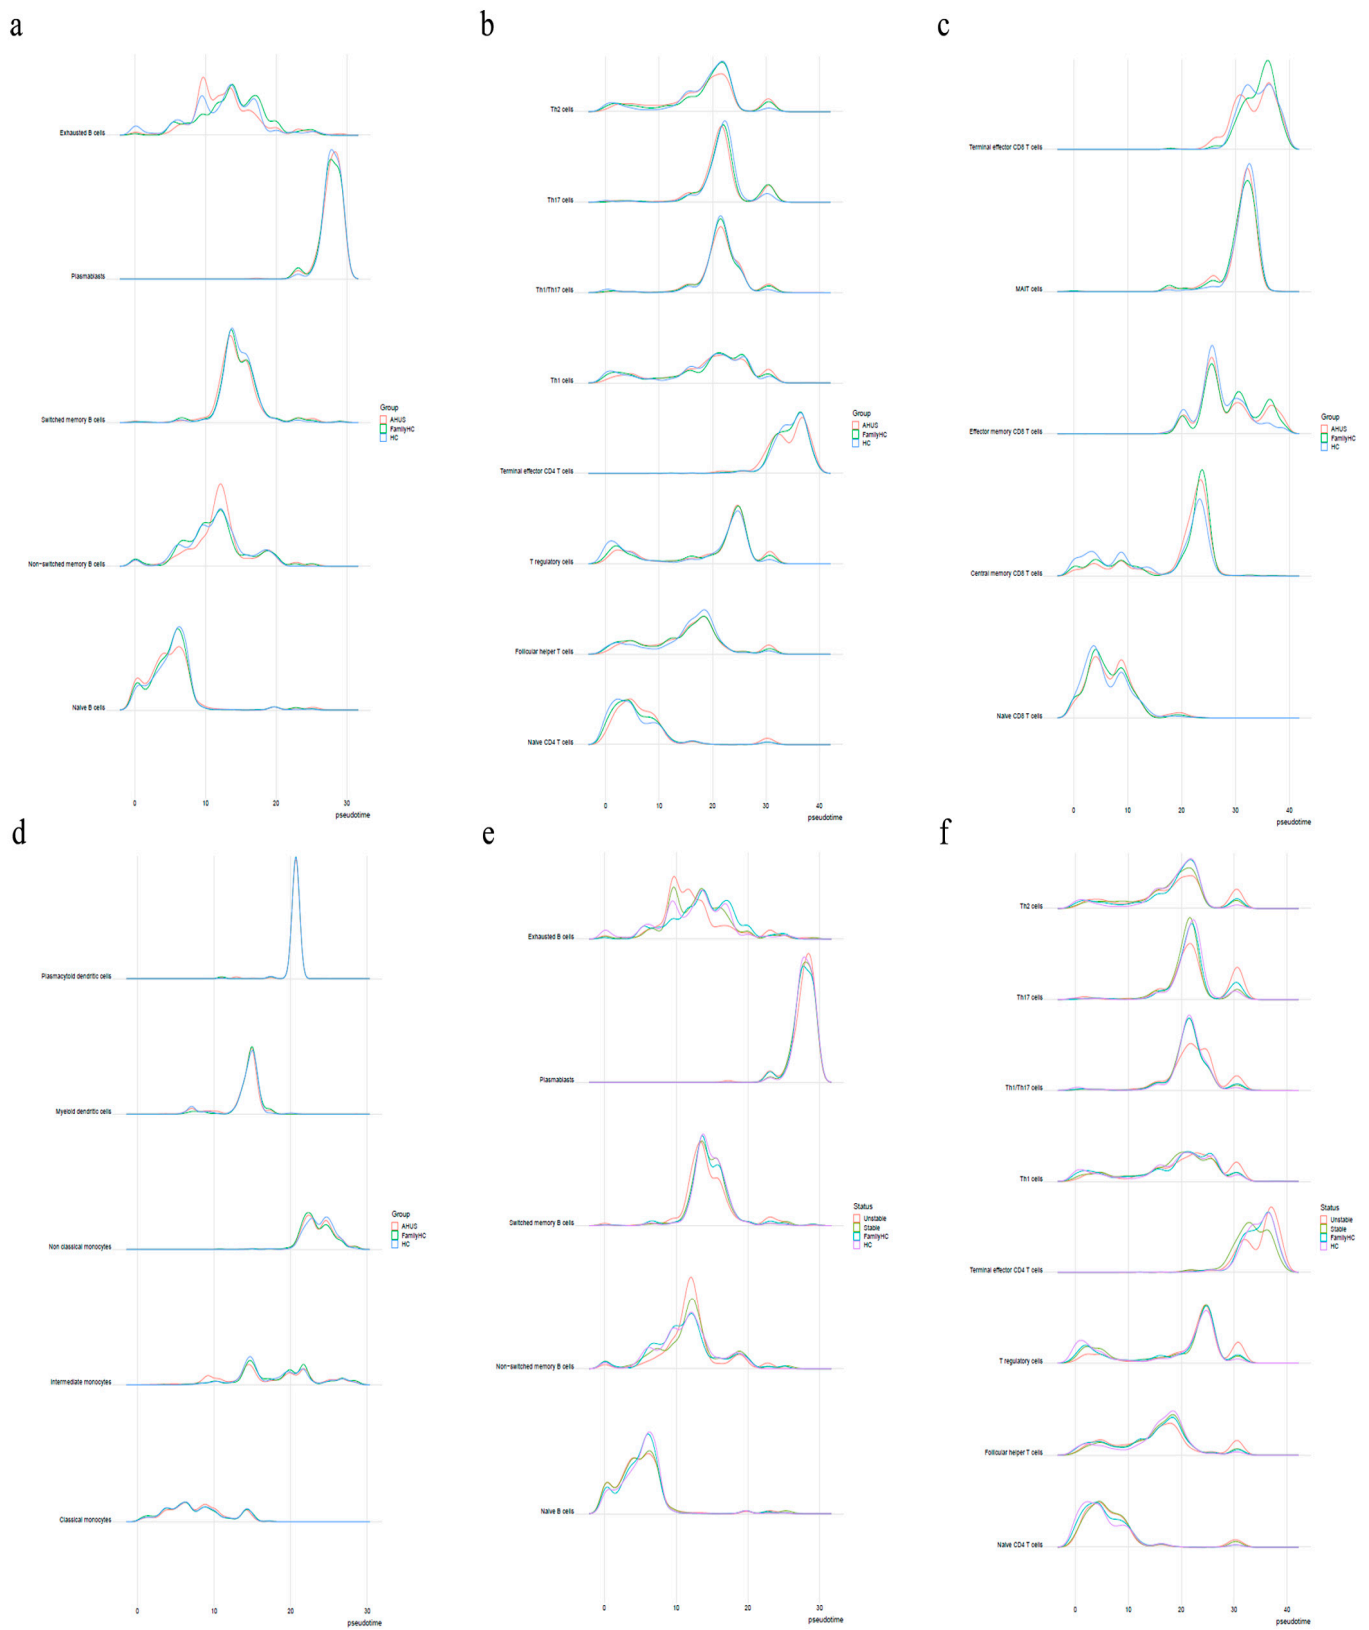 a
Exhausted B cells
Plasmablasts
Switched memory B cells
Non-switched memory B cells
Naive B cells
0 10 20 30
pseudotime
Group
AHUS
FamilyHC
HC
b
Th2 cells
Th17 cells
Th1/Th17 cells
Th1 cells
Terminal effector CD4 T cells
T regulatory cells
Follicular helper T cells
Naive CD4 T cells
0 10 20 30 40
pseudotime
Group
AHUS
FamilyHC
HC
c
Terminal effector CD8 T cells
MAIT cells
Effector memory CD8 T cells
Central memory CD8 T cells
Naive CD8 T cells
0 10 20 30 40
pseudotime
Group
AHUS
FamilyHC
HC
d
Plasmacytoid dendritic cells
Myeloid dendritic cells
Non classical monocytes
Intermediate monocytes
Classical monocytes
0 10 20 30
pseudotime
Group
AHUS
FamilyHC
HC
e
Exhausted B cells
Plasmablasts
Switched memory B cells
Non-switched memory B cells
Naive B cells
0 10 20 30
pseudotime
Status
Unstable
Stable
FamilyHC
HC
f
Th2 cells
Th17 cells
Th1/Th17 cells
Th1 cells
Terminal effector CD4 T cells
T regulatory cells
Follicular helper T cells
Naive CD4 T cells
0 10 20 30 40
pseudotime
Status
Unstable
Stable
FamilyHC
HC